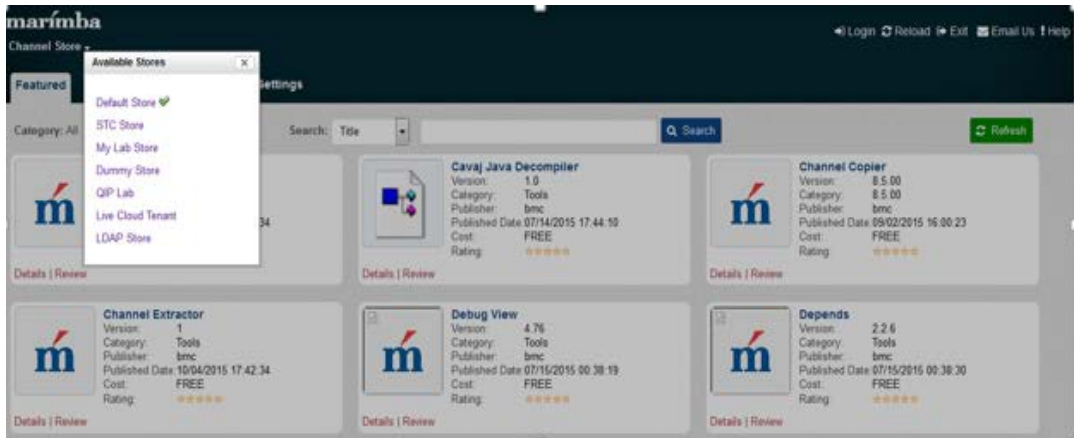 marímba
Login Reload Exit Email Us Help
Channel Store
Available Stores x
Featured
Settings
Default Store
STC Store
My Lab Store
Dummy Store
QIP Lab
Live Cloud Tenant
LDAP Store
Category: All
Search: Title
Search
Refresh
34
Details | Review
Cavaj Java Decompiler
Version: 1.0
Category: Tools
Publisher: bmc
Published Date: 07/14/2015 17:44:10
Cost: FREE
Rating:
Details | Review
Channel Copier
Version: 8.5.00
Category: 8.5.00
Publisher: bmc
Published Date: 09/02/2015 16:00:23
Cost: FREE
Rating:
Details | Review
Channel Extractor
Version: 1
Category: Tools
Publisher: bmc
Published Date: 10/04/2015 17:42:34
Cost: FREE
Rating:
Details | Review
Debug View
Version: 4.76
Category: Tools
Publisher: bmc
Published Date: 07/15/2015 00:38:19
Cost: FREE
Rating:
Details | Review
Depends
Version: 2.2.6
Category: Tools
Publisher: bmc
Published Date: 07/15/2015 00:38:30
Cost: FREE
Rating:
Details | Review